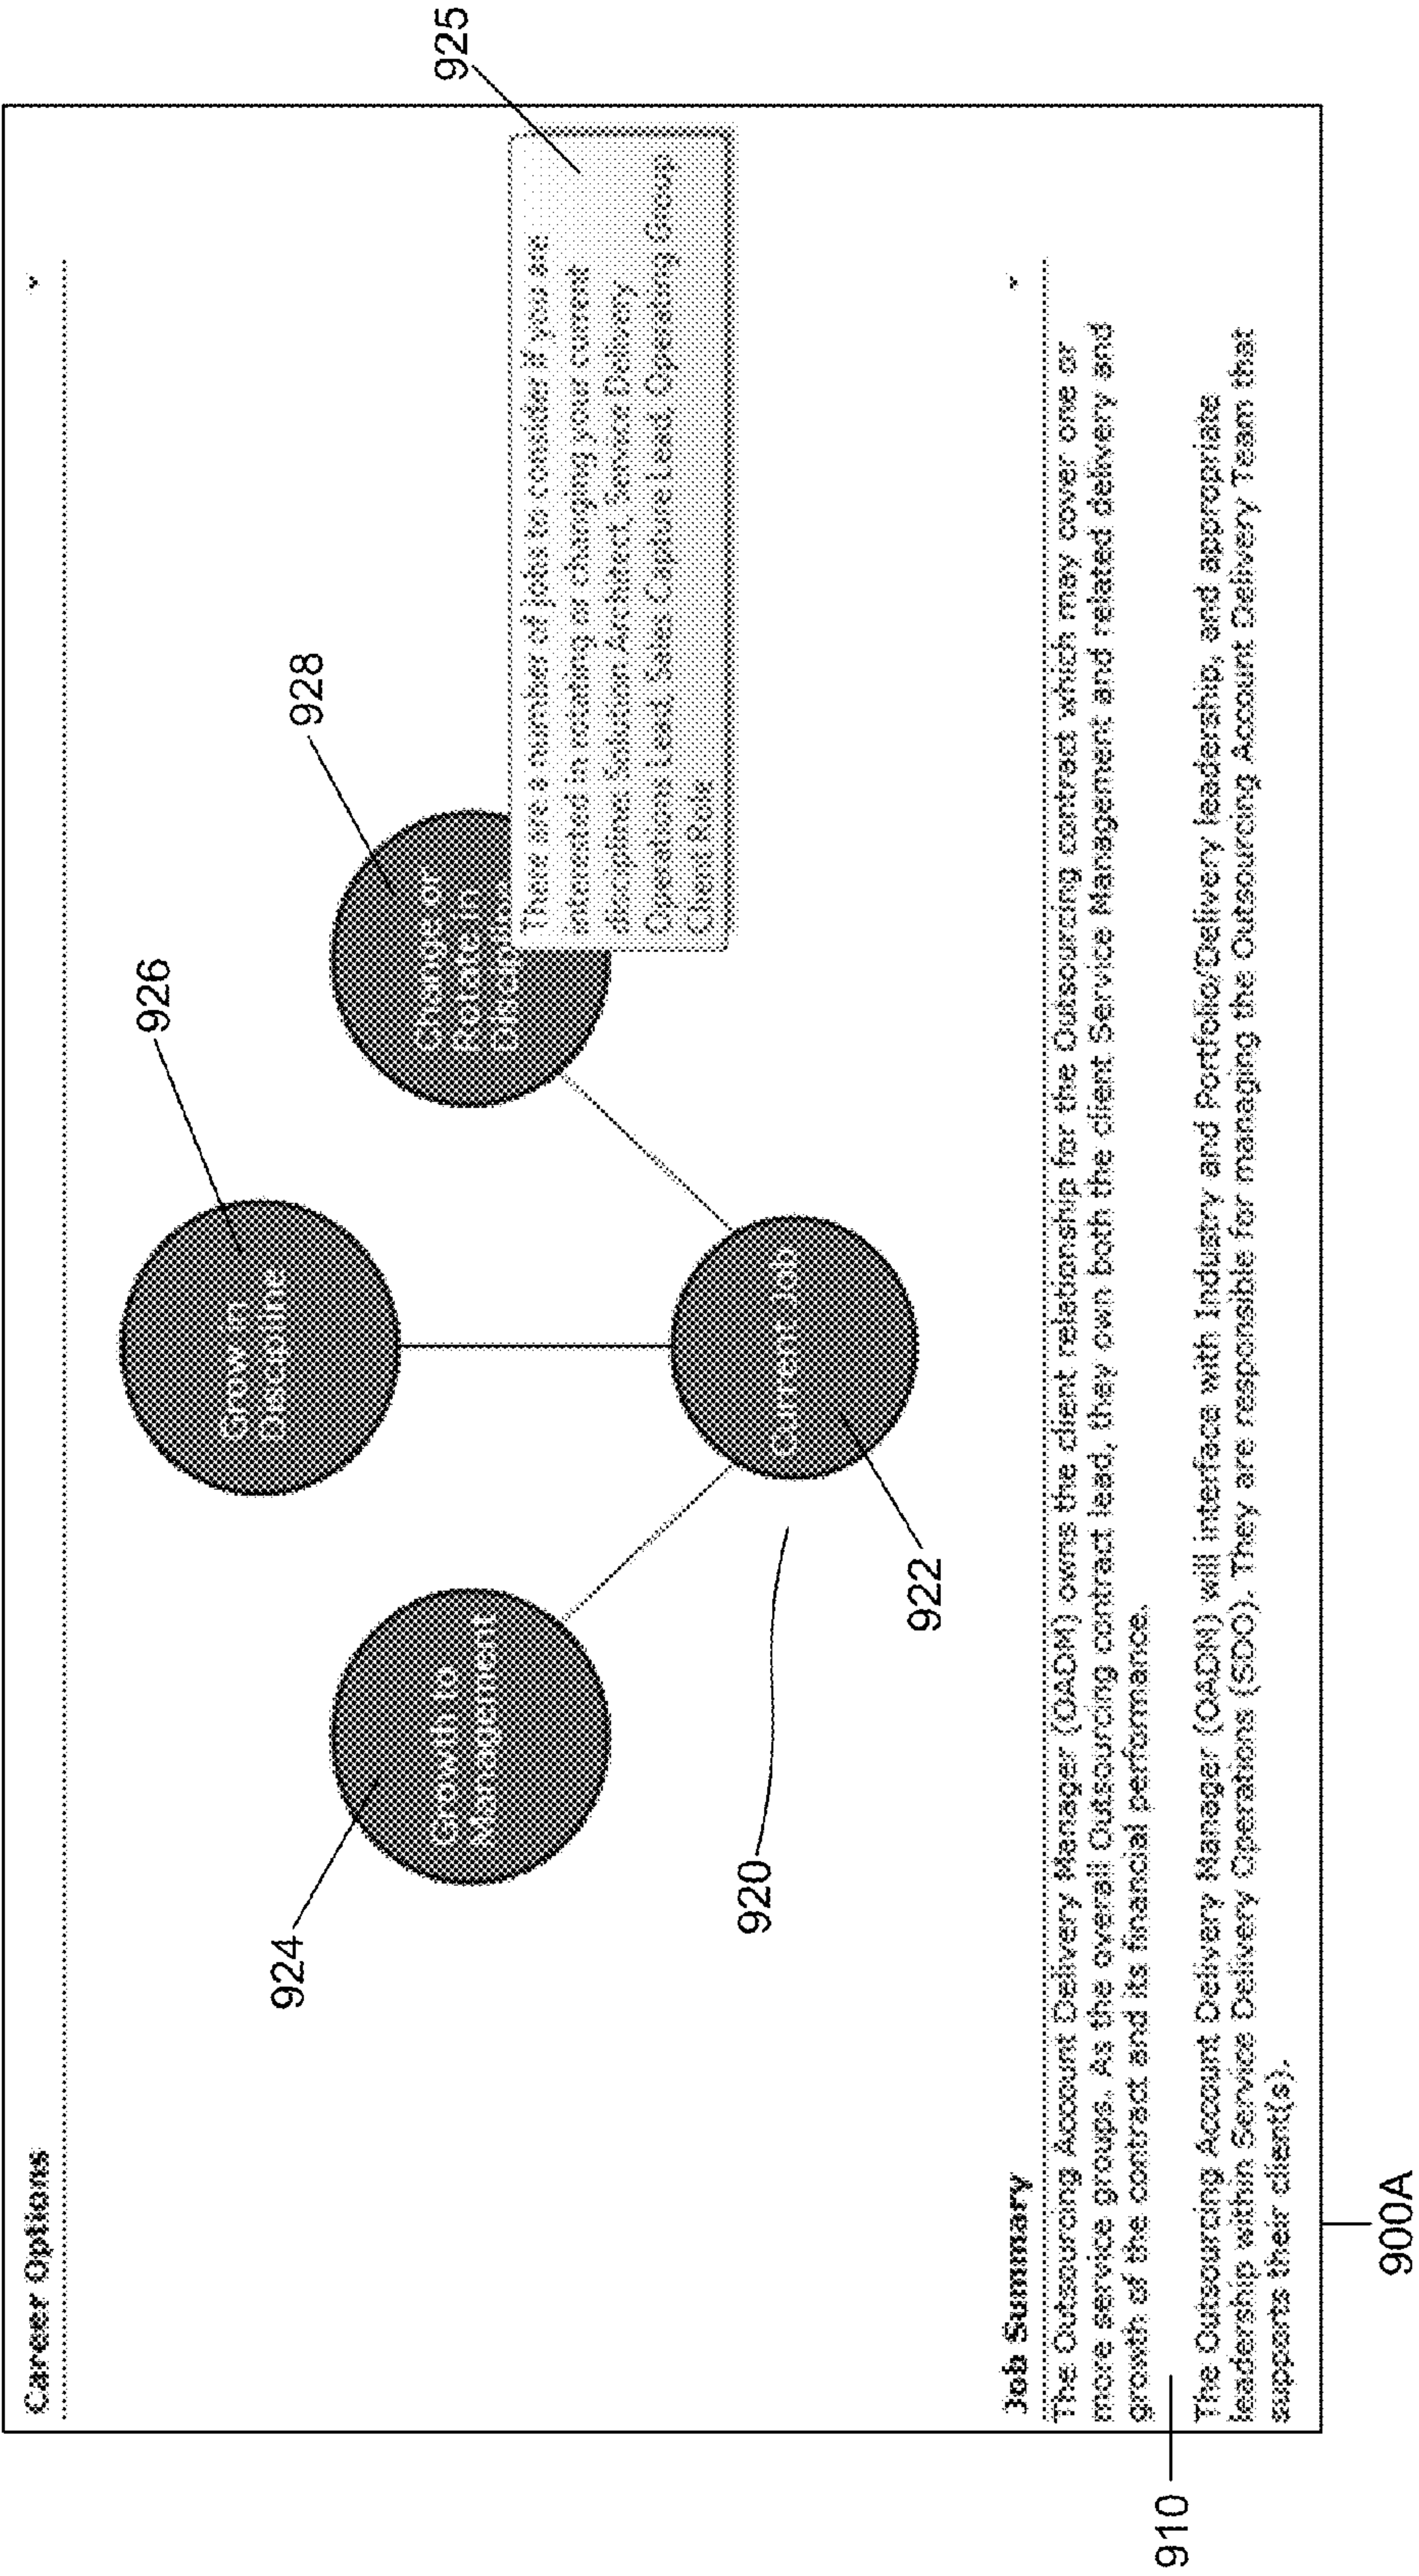 Career Options
926
Grow in
Discipline
924
Growth to
Management
928
Change or
Rotate in
925
There are a number of jobs to consider if you are
interested in rotating or changing your current
discipline: Solution Architect, Service Delivery
Operations Lead, Sales Capture Lead, Operating Group
Client Role
920
Current Job
922
Job Summary
The Outsourcing Account Delivery Manager (OADM) owns the client relationship for the Outsourcing contract which may cover one or
more service groups. As the overall Outsourcing contract lead, they own both the client Service Management and related delivery and
growth of the contract and its financial performance.
910
The Outsourcing Account Delivery Manager (OADM) will interface with Industry and Portfolio/Delivery leadership, and appropriate
leadership within Service Delivery Operations (SDO). They are responsible for managing the Outsourcing Account Delivery Team that
supports their client(s).
900A